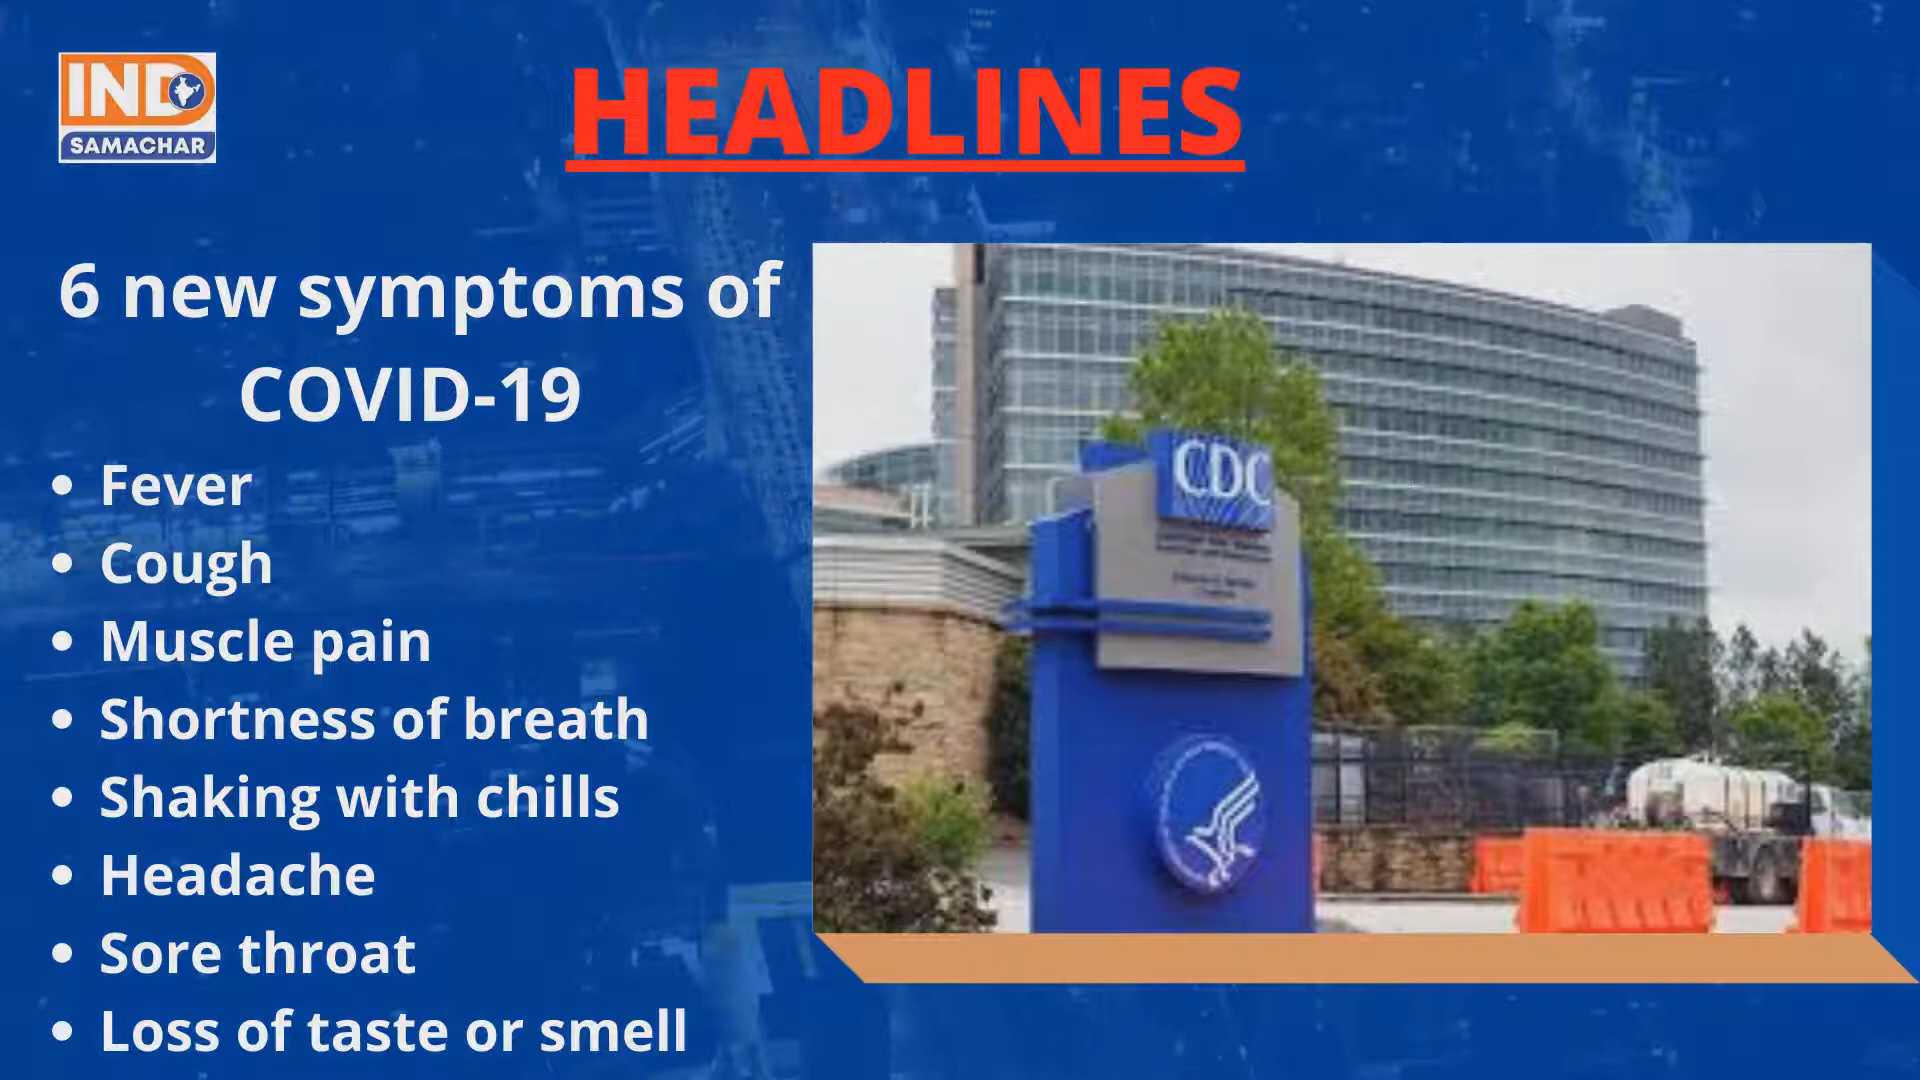 IND
SAMACHAR
HEADLINES
6 new symptoms of
COVID-19
• Fever
• Cough
• Muscle pain
• Shortness of breath
• Shaking with chills
• Headache
• Sore throat
• Loss of taste or smell
CDC